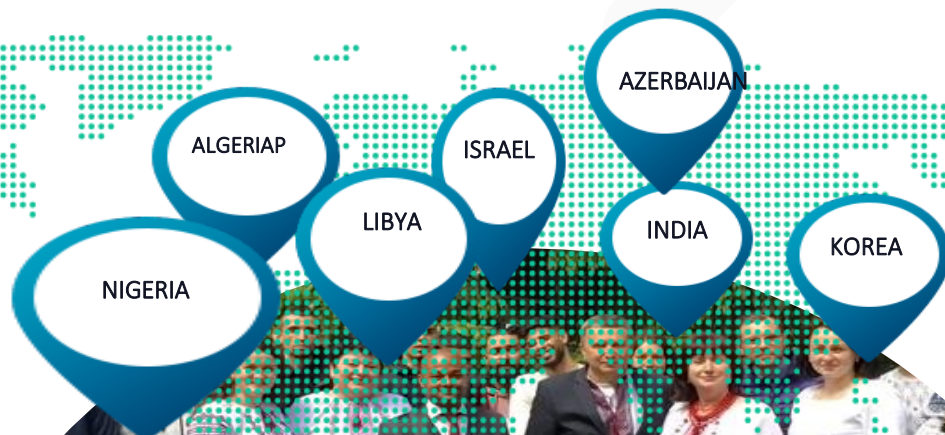 AZERBAIJAN
ALGERIAP
ISRAEL
LIBYA
INDIA
KOREA
NIGERIA